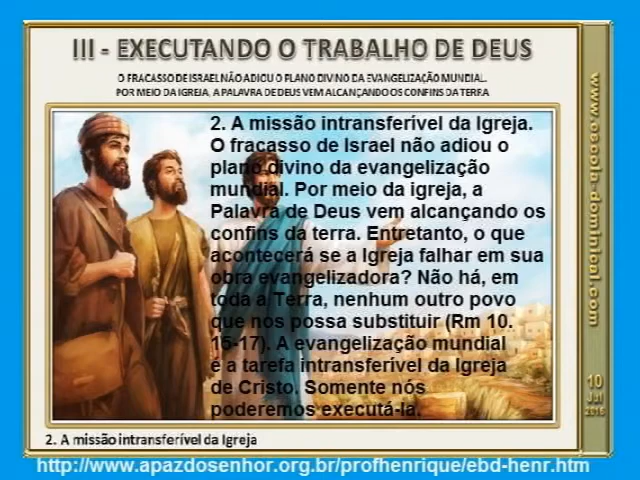 III - EXECUTANDO O TRABALHO DE DEUS
O FRACASSO DE ISRAEL NÃO ADIOU O PLANO DIVINO DA EVANGELIZAÇÃO MUNDIAL.
POR MEIO DA IGREJA, A PALAVRA DE DEUS VEM ALCANÇANDO OS CONFINS DA TERRA
2. A missão intransferível da Igreja.
O fracasso de Israel não adiou o
plano divino da evangelização
mundial. Por meio da igreja, a
Palavra de Deus vem alcançando os
confins da terra. Entretanto, o que
acontecerá se a Igreja falhar em sua
obra evangelizadora? Não há, em
toda a Terra, nenhum outro povo
que nos possa substituir (Rm 10.
15-17). A evangelização mundial
é a tarefa intransferível da Igreja
de Cristo. Somente nós
poderemos executá-la.
2. A missão intransferível da Igreja
www.escola-dominical.com
10
Jul
2016
http://www.apazdosenhor.org.br/profhenrique/ebd-henr.htm